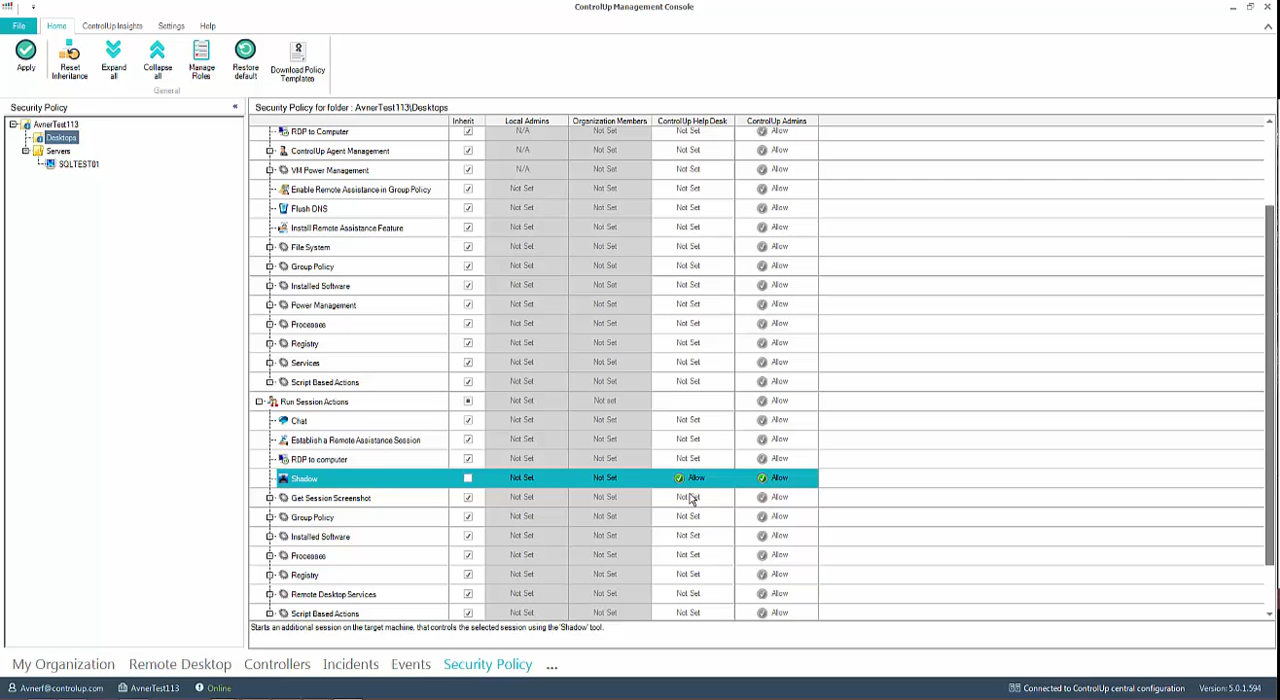 ControlUp Management Console
File Home ControlUp Insights Settings Help
Apply
Reset Inheritance
Expand all
Collapse all
Manage Roles
Restore default
Download Policy Templates
General
Security Policy
AvnerTest113
Desktops
Servers
SQLTEST01
Security Policy for folder : AvnerTest113\Desktops
Inherit Local Admins Organization Members ControlUp Help Desk ControlUp Admins
RDP to Computer N/A Not Set Not Set Allow
ControlUp Agent Management N/A Not Set Not Set Allow
VM Power Management N/A Not Set Not Set Allow
Enable Remote Assistance in Group Policy Not Set Not Set Not Set Allow
Flush DNS Not Set Not Set Not Set Allow
Install Remote Assistance Feature Not Set Not Set Not Set Allow
File System Not Set Not Set Not Set Allow
Group Policy Not Set Not Set Not Set Allow
Installed Software Not Set Not Set Not Set Allow
Power Management Not Set Not Set Not Set Allow
Processes Not Set Not Set Not Set Allow
Registry Not Set Not Set Not Set Allow
Services Not Set Not Set Not Set Allow
Script Based Actions Not Set Not Set Not Set Allow
Run Session Actions Not Set Not set Allow
Chat Not Set Not Set Not Set Allow
Establish a Remote Assistance Session Not Set Not Set Not Set Allow
RDP to computer Not Set Not Set Not Set Allow
Shadow Not Set Not Set Allow Allow
Get Session Screenshot Not Set Not Set Not Set Allow
Group Policy Not Set Not Set Not Set Allow
Installed Software Not Set Not Set Not Set Allow
Processes Not Set Not Set Not Set Allow
Registry Not Set Not Set Not Set Allow
Remote Desktop Services Not Set Not Set Not Set Allow
Script Based Actions Not Set Not Set Not Set Allow
Starts an additional session on the target machine, that controls the selected session using the 'Shadow' tool.
My Organization Remote Desktop Controllers Incidents Events Security Policy ...
Avnerf@controlup.com AvnerTest113 Online Connected to ControlUp central configuration Version: 5.0.1.594